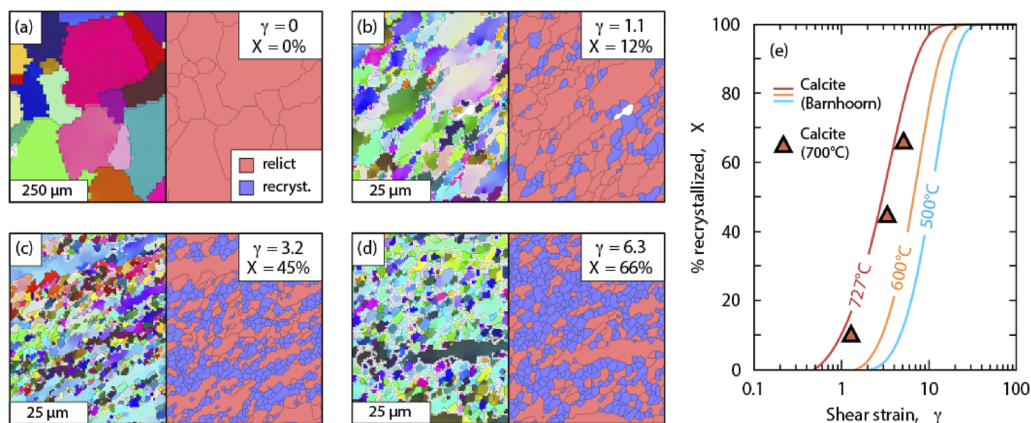 (a)
γ = 0
X = 0%
relict
recryst.
250 μm
(b)
γ = 1.1
X = 12%
25 μm
(c)
γ = 3.2
X = 45%
25 μm
(d)
γ = 6.3
X = 66%
25 μm
(e)
% recrystallized, X
100
80
60
40
20
0
Calcite
(Barnhoorn)
Calcite
(700°C)
727°C
600°C
500°C
0.1 1 10 100
Shear strain, γ